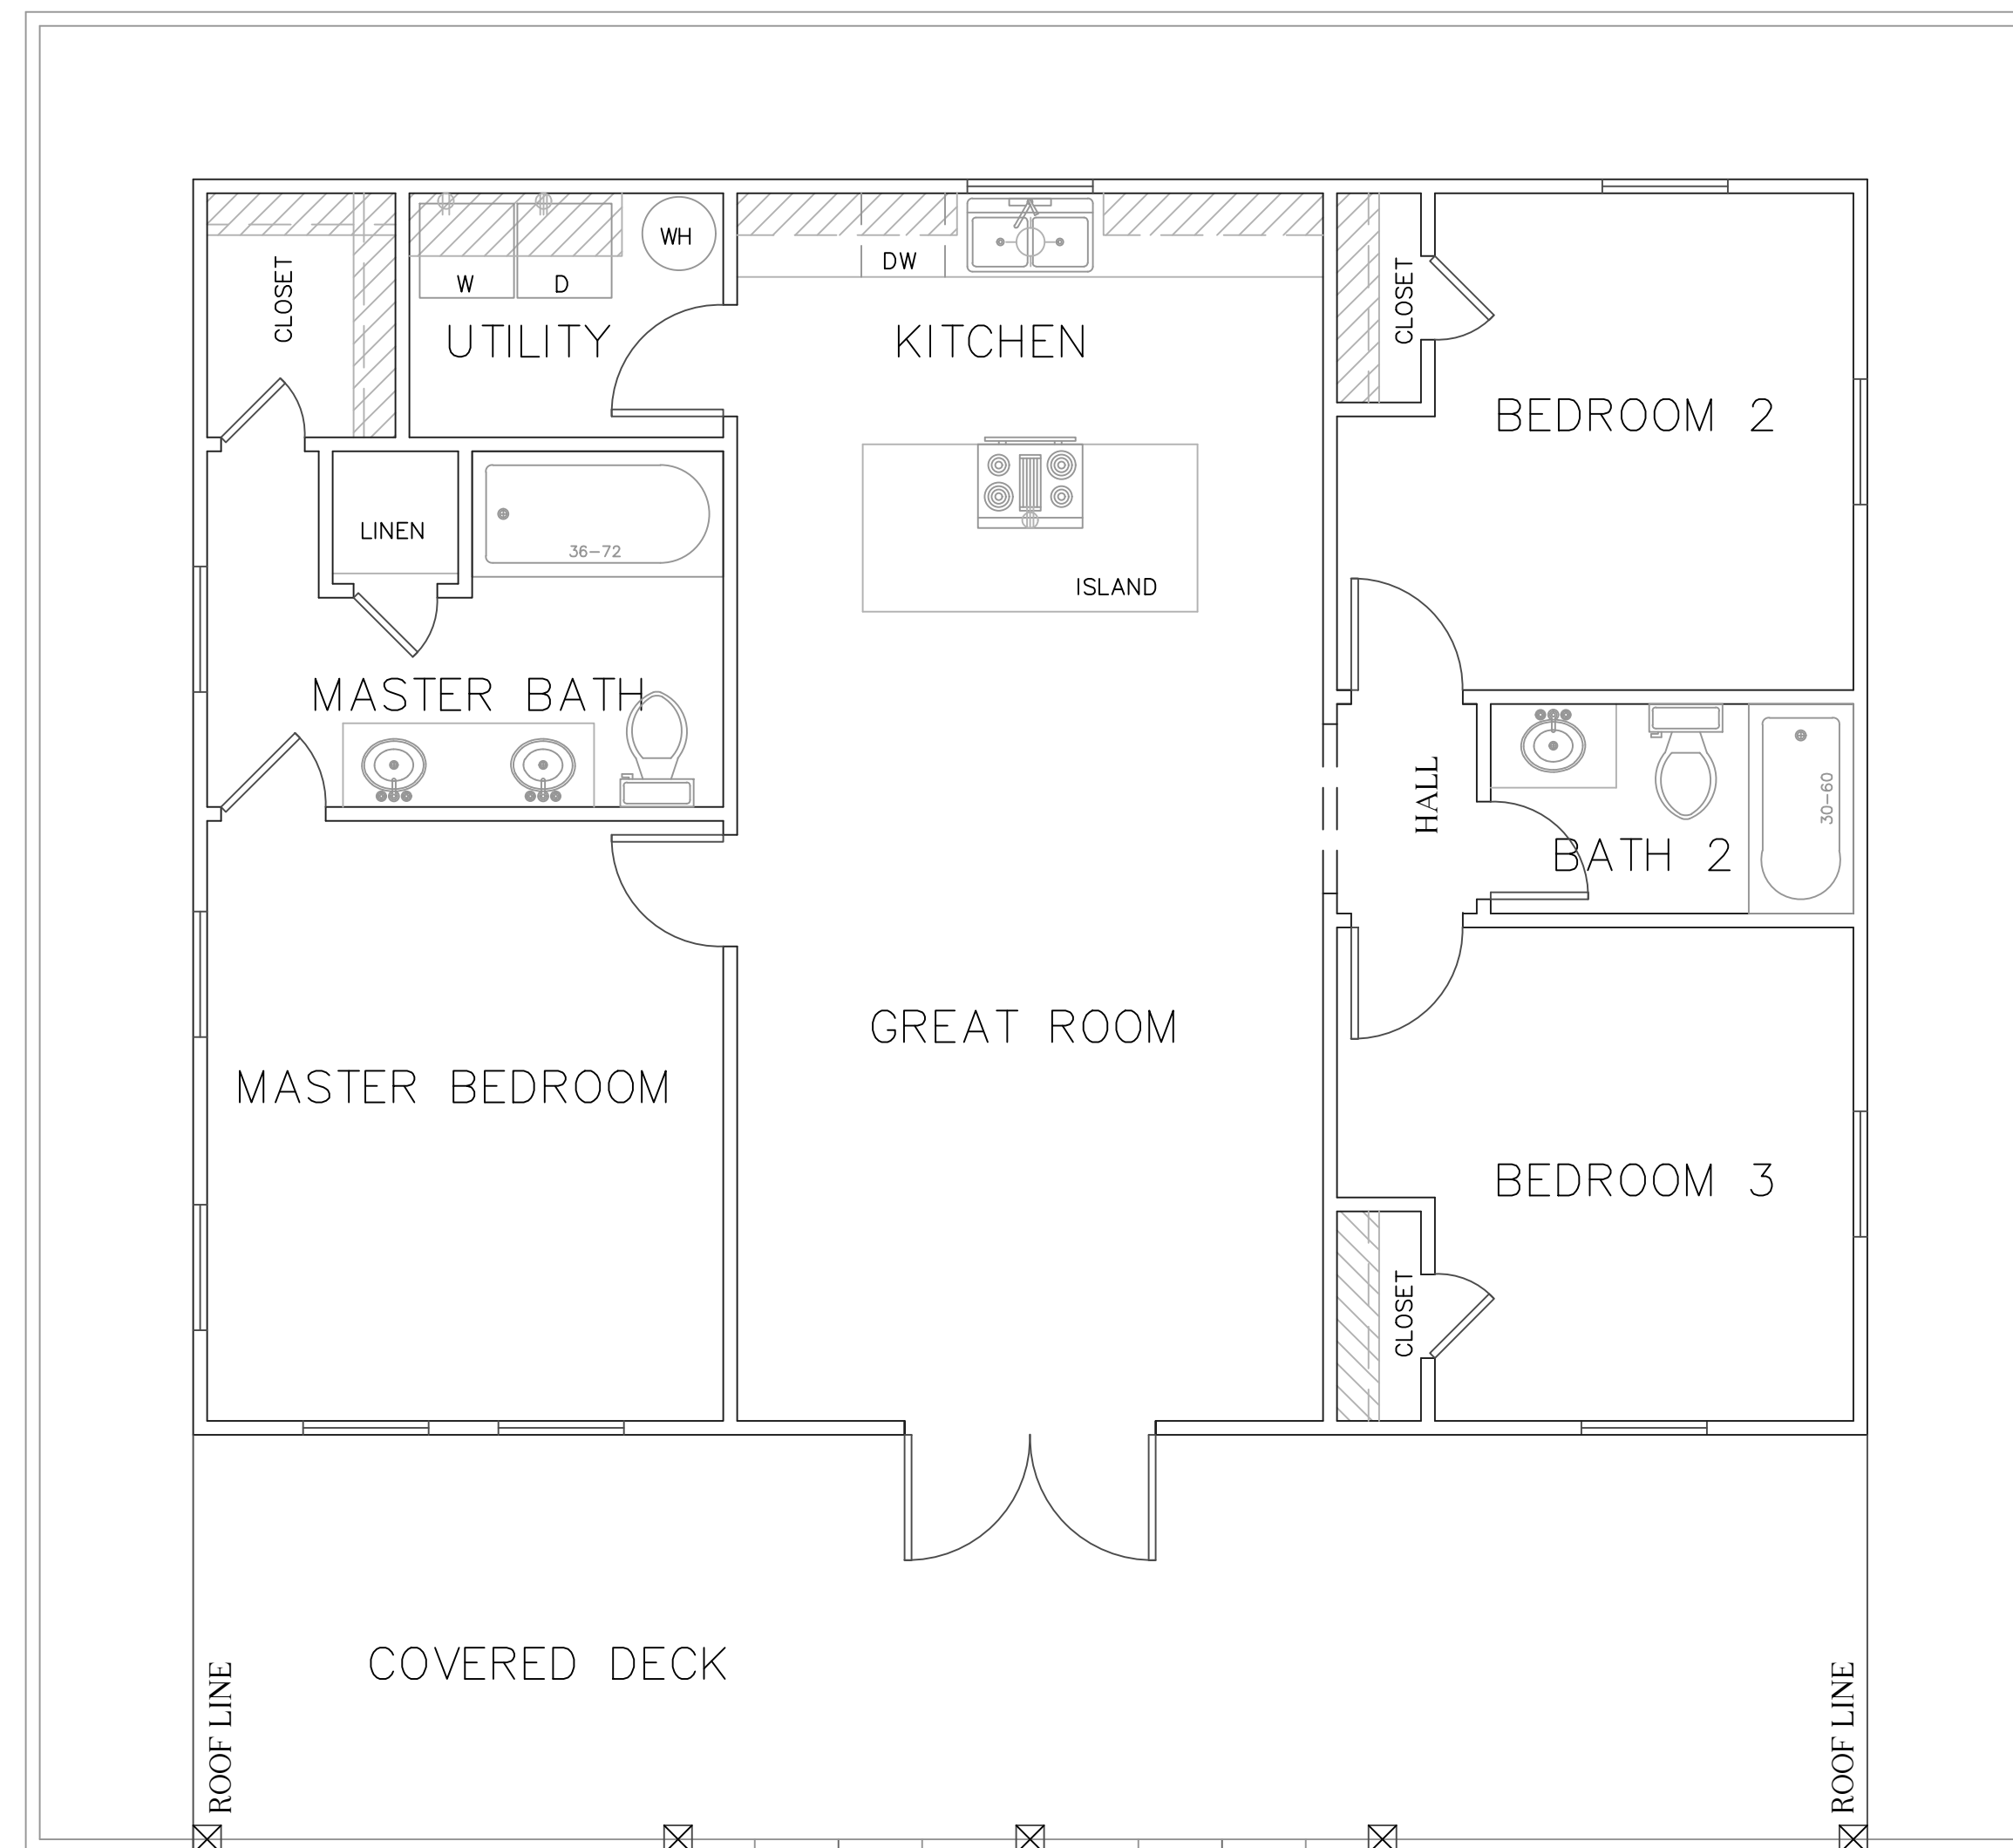 WH
DW
W
D
CLOSET
CLOSET
UTILITY
KITCHEN
BEDROOM 2
LINEN
36-72
ISLAND
MASTER BATH
HALL
30-60
BATH 2
GREAT ROOM
MASTER BEDROOM
BEDROOM 3
CLOSET
COVERED DECK
ROOF LINE
ROOF LINE